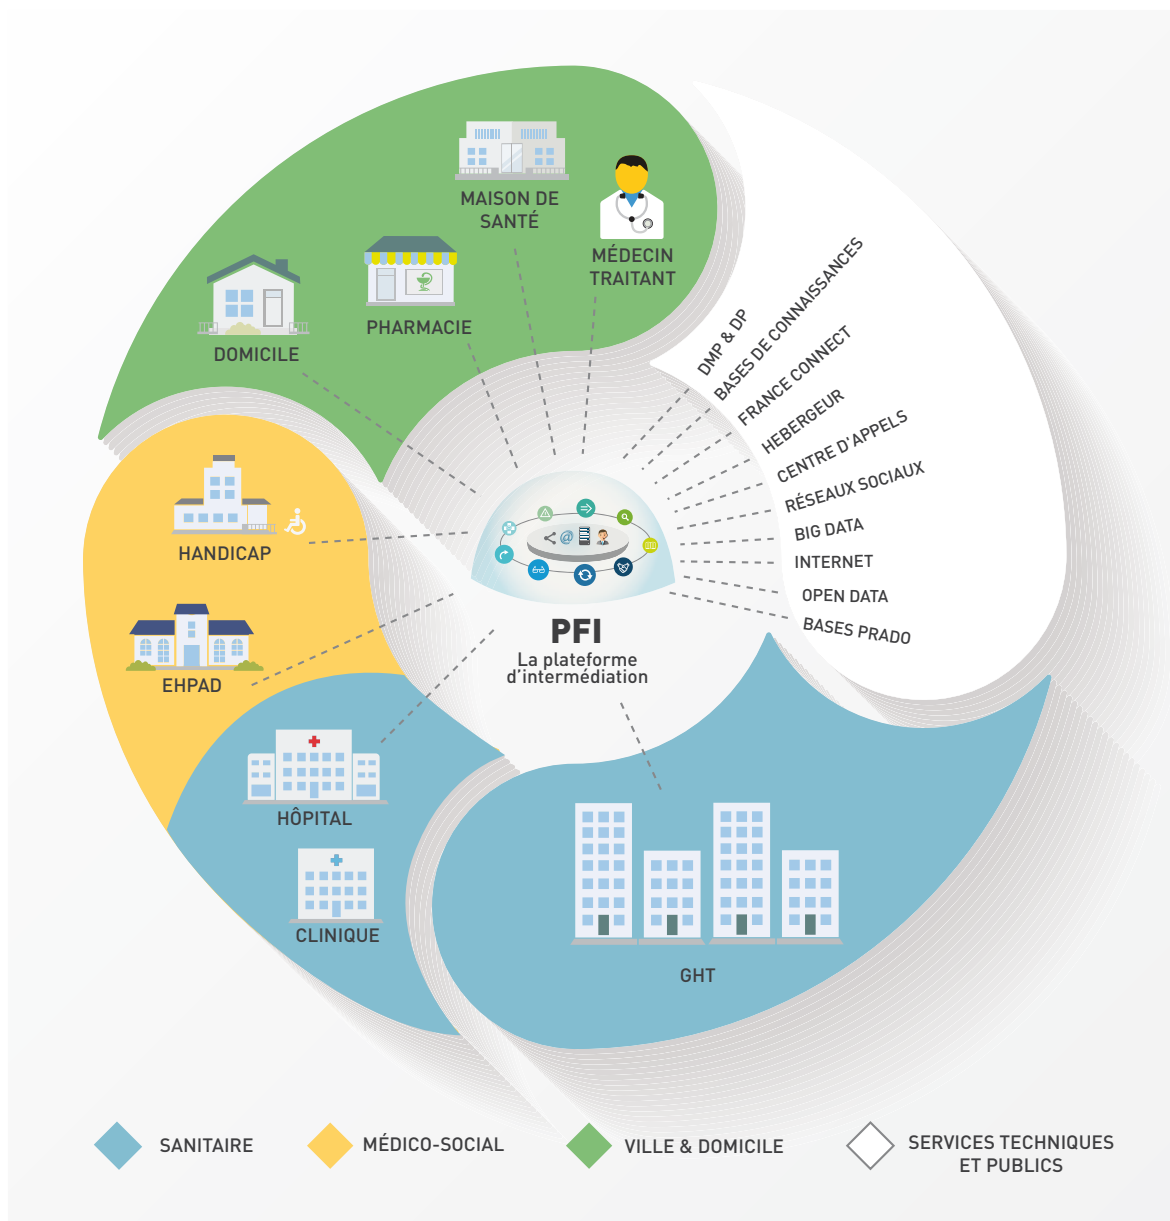 MAISON DE
SANTÉ
MÉDECIN
TRAITANT
PHARMACIE
DOMICILE
DMP & DP
BASES DE CONNAISSANCES
FRANCE CONNECT
HEBERGEUR
CENTRE D'APPELS
RÉSEAUX SOCIAUX
BIG DATA
INTERNET
OPEN DATA
BASES PRADO
HANDICAP
EHPAD
@
PFI
La plateforme
d'intermédiation
HÔPITAL
CLINIQUE
GHT
SANITAIRE
MÉDICO-SOCIAL
VILLE & DOMICILE
SERVICES TECHNIQUES
ET PUBLICS